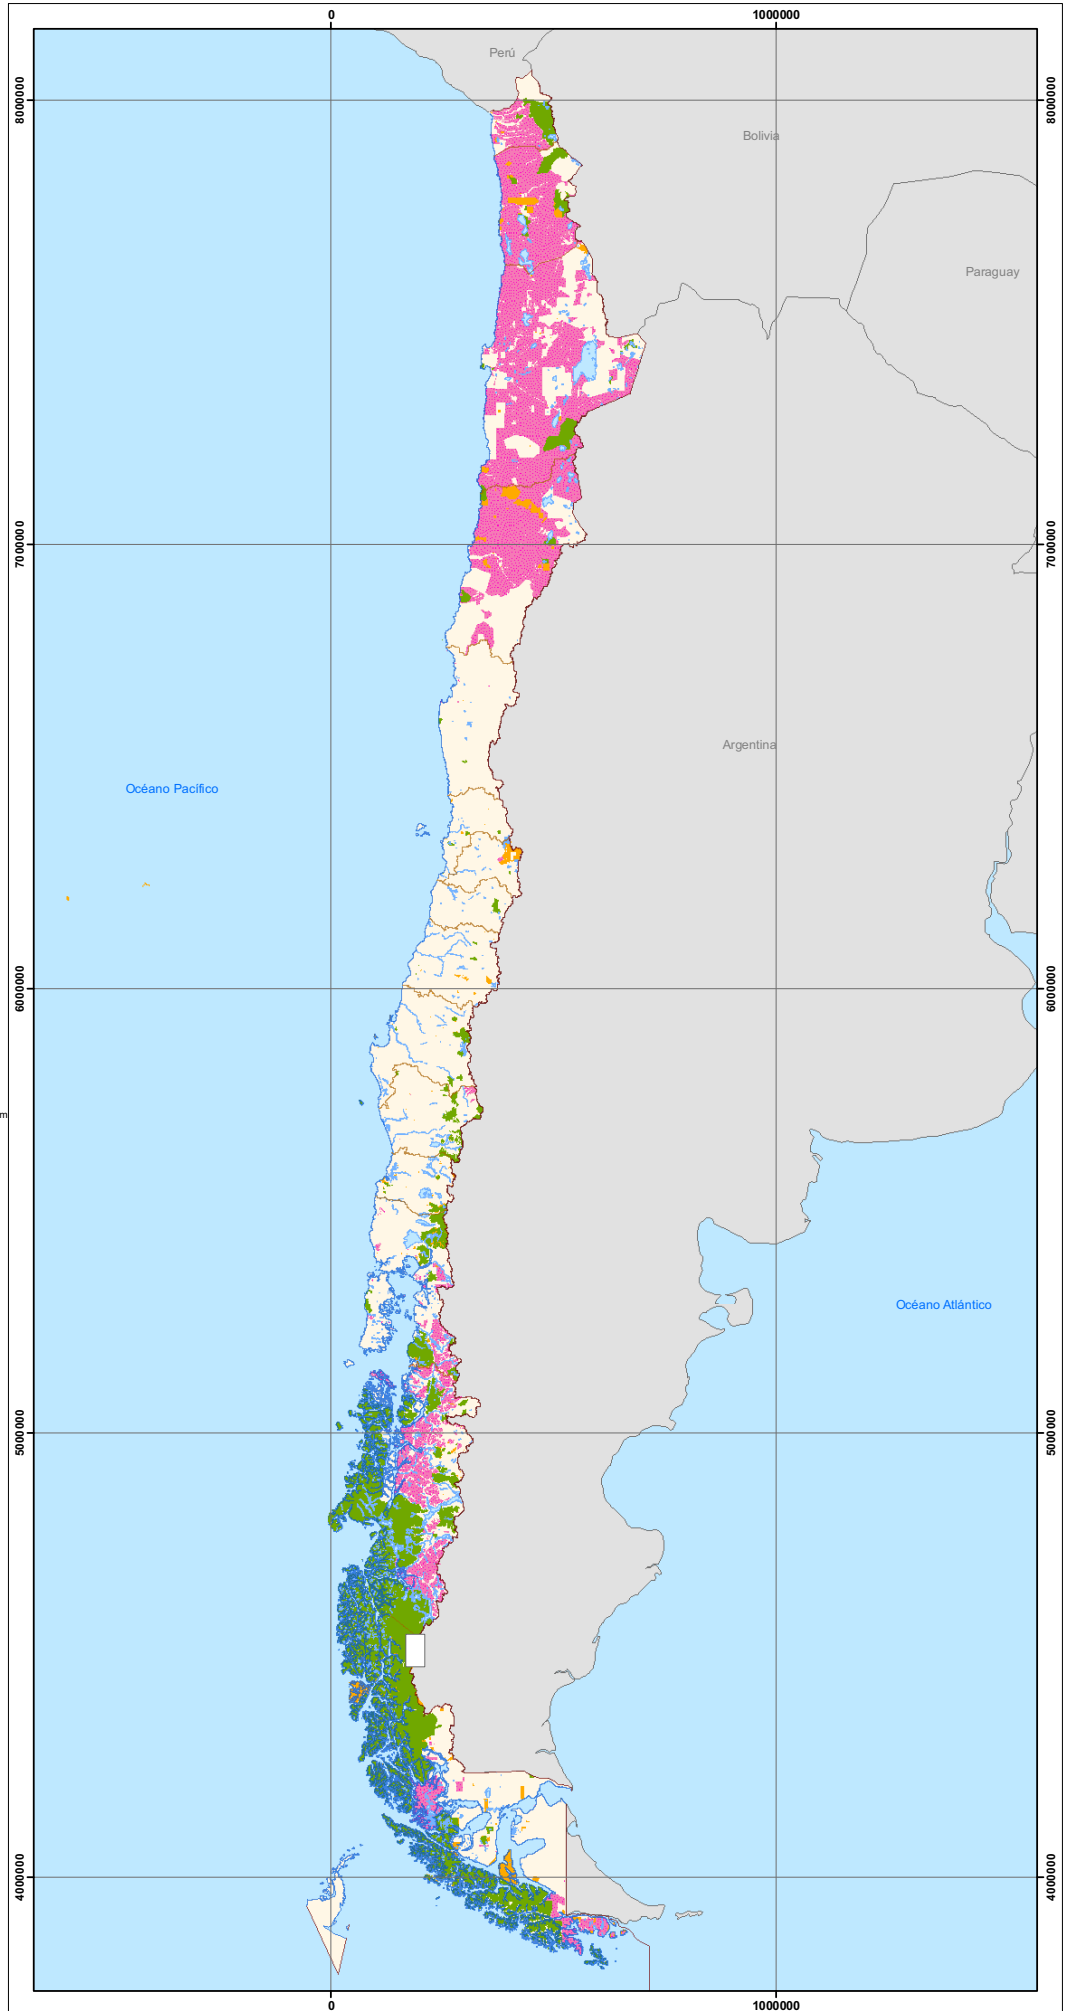 0 1000000
Perú
8000000 8000000
Bolivia
Paraguay
7000000 7000000
Argentina
Océano Pacífico
6000000 6000000
m
Océano Atlántico
5000000 5000000
4000000 4000000
0 1000000